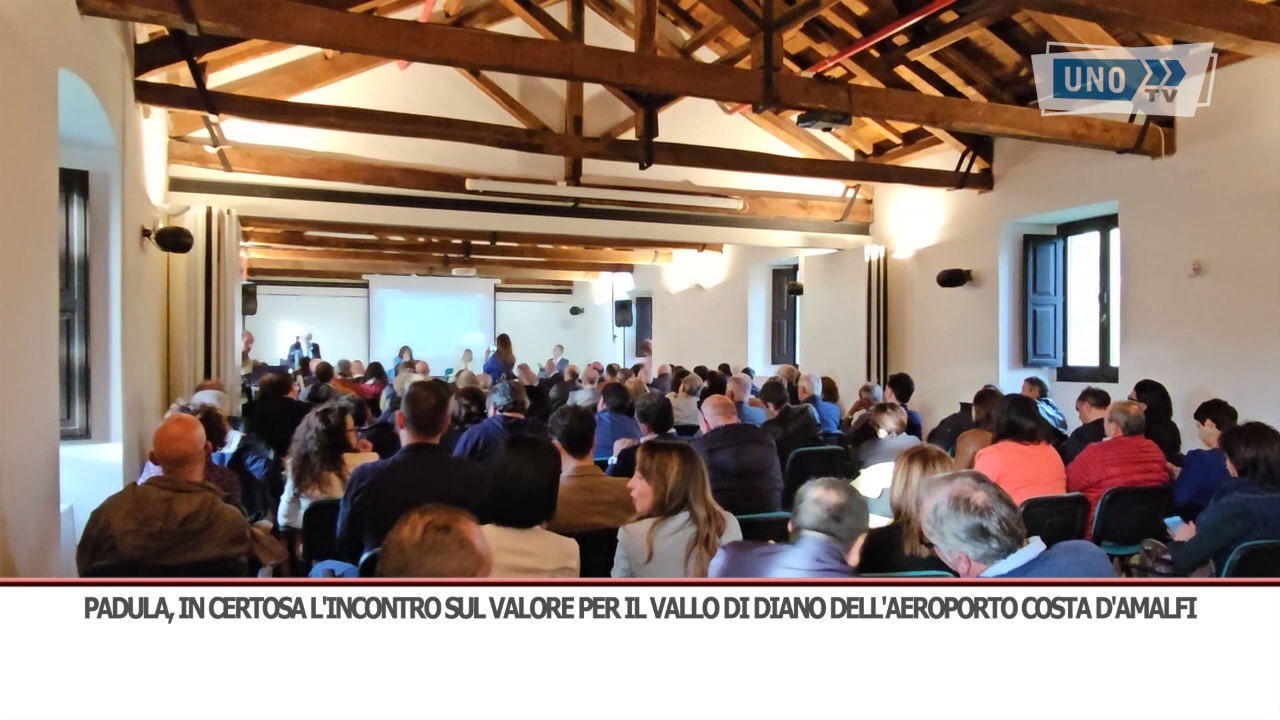 UNO
TV
PADULA, IN CERTOSA L'INCONTRO SUL VALORE PER IL VALLO DI DIANO DELL'AEROPORTO COSTA D'AMALFI